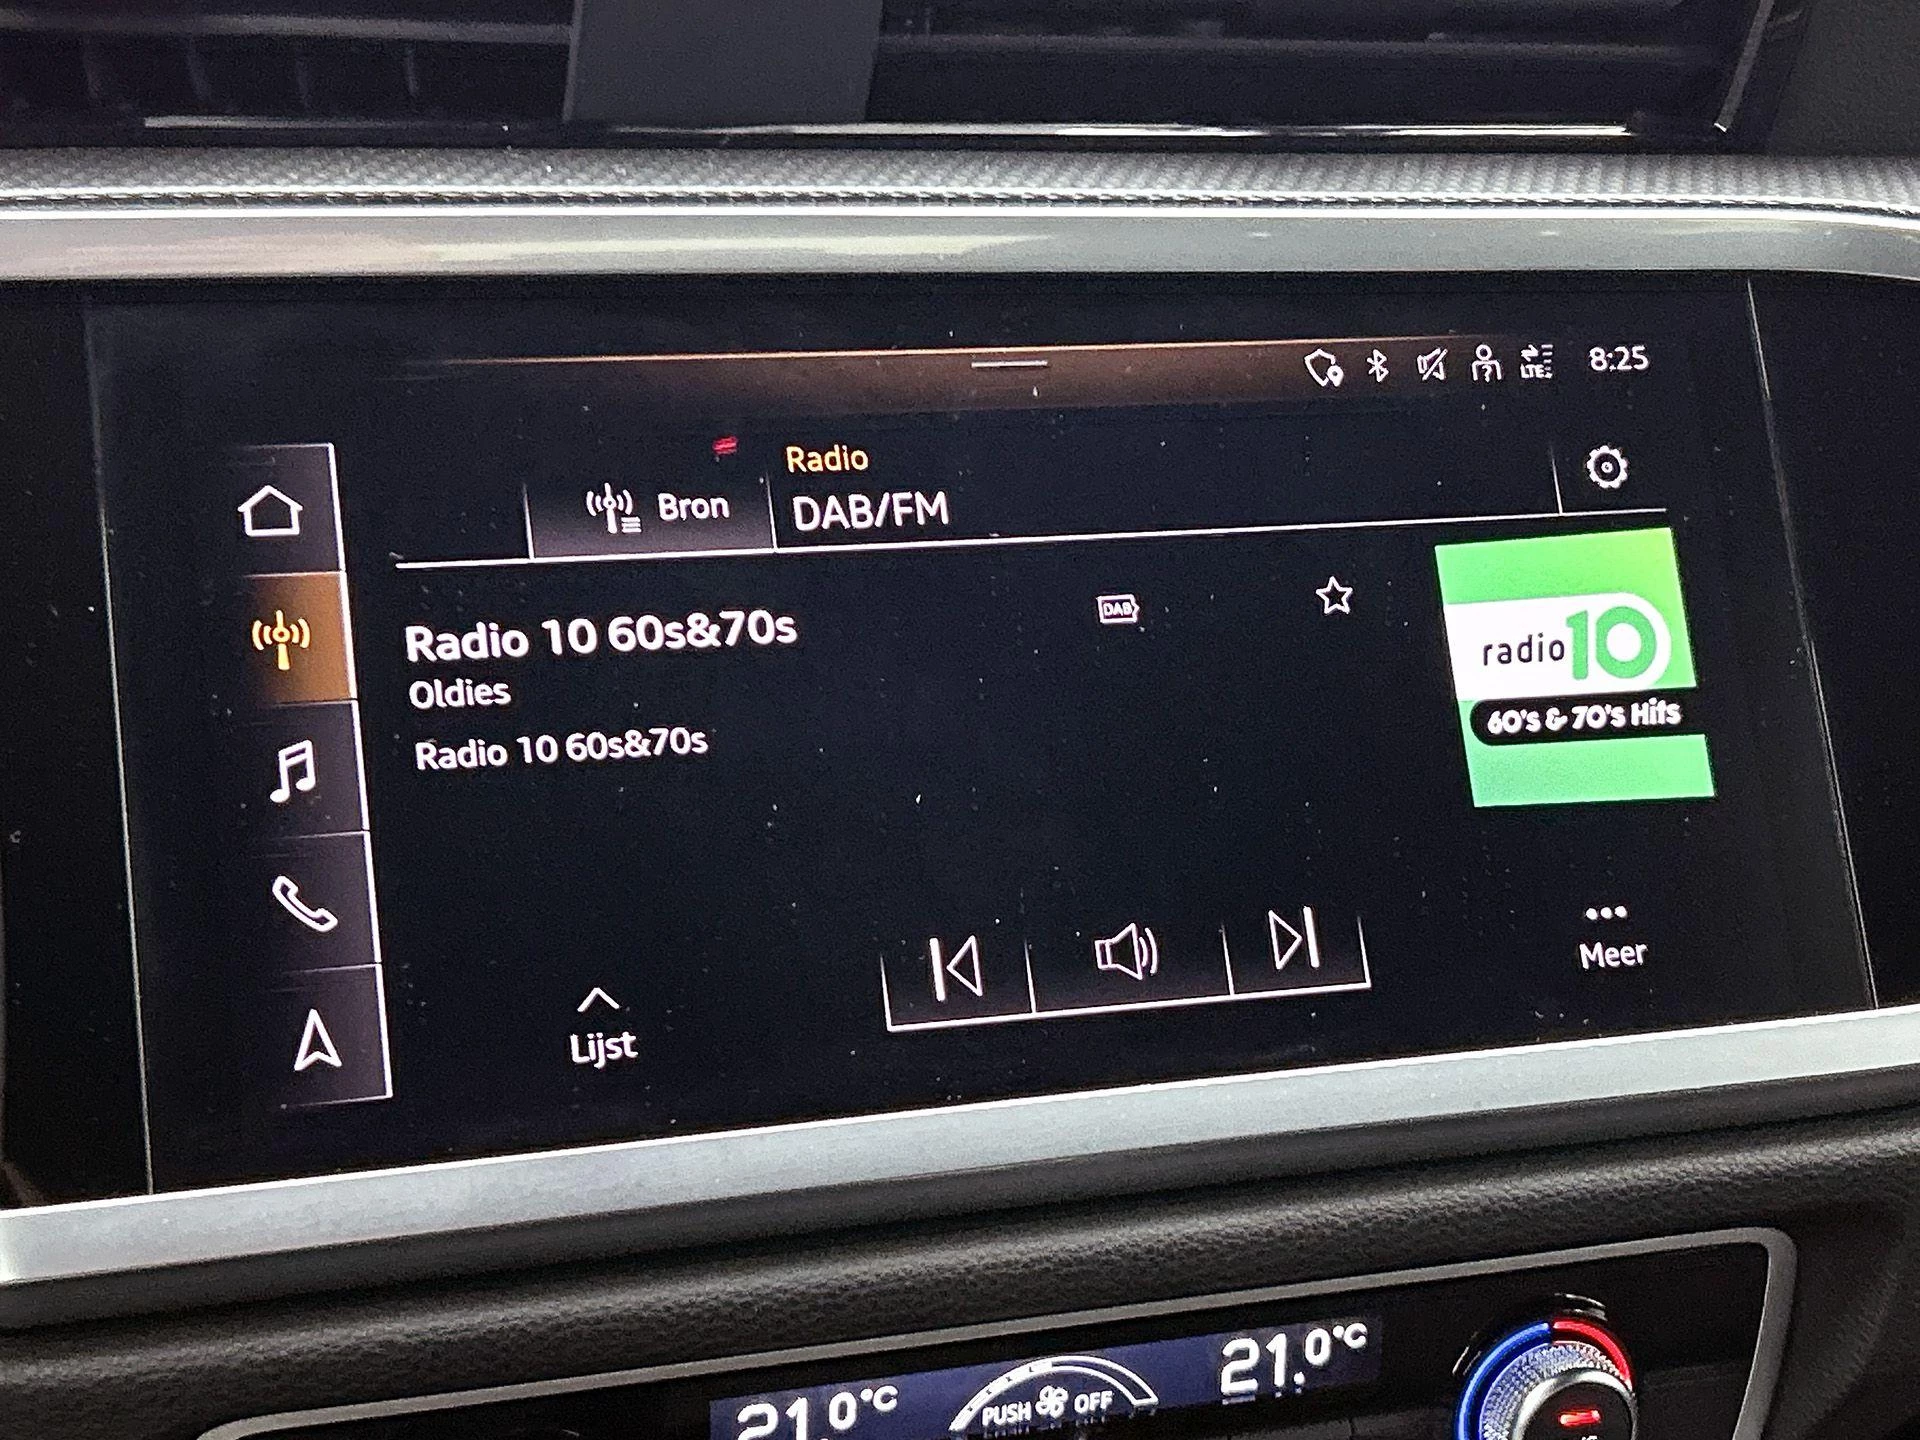 LTE
8:25
Radio
Bron
DAB/FM
Radio 10 60s&70s
DAB
Oldies
Radio 10 60s&70s
radio10
60's & 70's Hits
Meer
Lijst
21.0°C
PUSH OFF
21.0°C